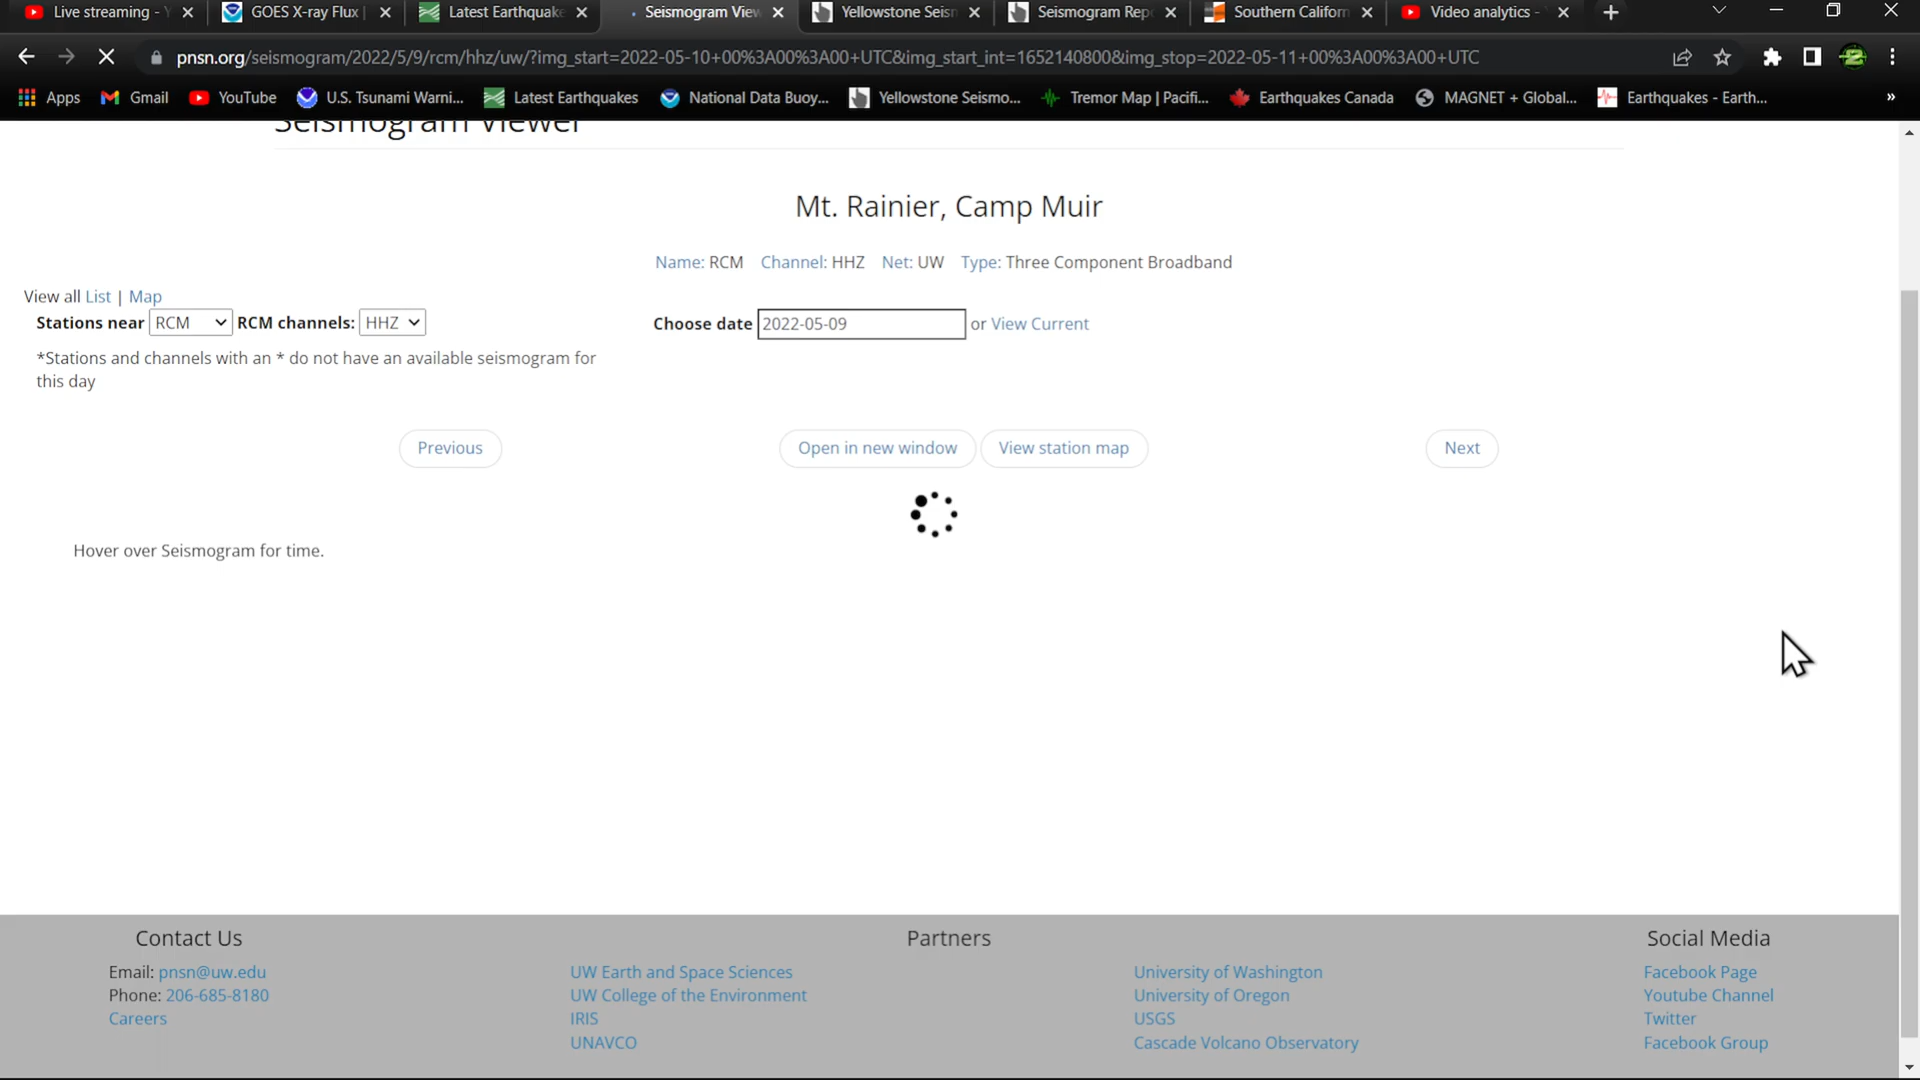 Live streaming - Y
GOES X-ray Flux |
Latest Earthquake
Seismogram View
Yellowstone Seism
Seismogram Repo
Southern Californ
Video analytics -
pnsn.org/seismogram/2022/5/9/rcm/hhz/uw/?img_start=2022-05-10+00%3A00%3A00+UTC&img_start_int=1652140800&img_stop=2022-05-11+00%3A00%3A00+UTC
Apps
Gmail
YouTube
U.S. Tsunami Warni...
Latest Earthquakes
National Data Buoy...
Yellowstone Seismo...
Tremor Map | Pacifi...
Earthquakes Canada
MAGNET + Global...
Earthquakes - Earth...
»
Seismogram Viewer
Mt. Rainier, Camp Muir
Name: RCM Channel: HHZ Net: UW Type: Three Component Broadband
View all List | Map
Stations near RCM RCM channels: HHZ
Choose date 2022-05-09 or View Current
*Stations and channels with an * do not have an available seismogram for
this day
Previous
Open in new window
View station map
Next
Hover over Seismogram for time.
Contact Us
Email: pnsn@uw.edu
Phone: 206-685-8180
Careers
Partners
UW Earth and Space Sciences
UW College of the Environment
IRIS
UNAVCO
University of Washington
University of Oregon
USGS
Cascade Volcano Observatory
Social Media
Facebook Page
Youtube Channel
Twitter
Facebook Group